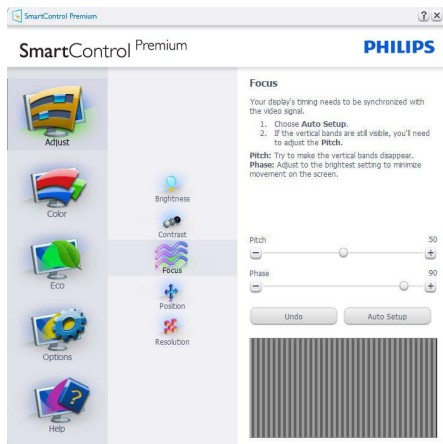 SmartControl Premium
SmartControl Premium
PHILIPS
Adjust
Color
Eco
Options
Help
Brightness
Contrast
Focus
Position
Resolution
Focus
Your display's timing needs to be synchronized with
the video signal.
1. Choose Auto Setup.
2. If the vertical bands are still visible, you'll need
to adjust the Pitch.
Pitch: Try to make the vertical bands disappear.
Phase: Adjust to the brightest setting to minimize
movement on the screen.
Pitch 50
Phase 90
Undo Auto Setup